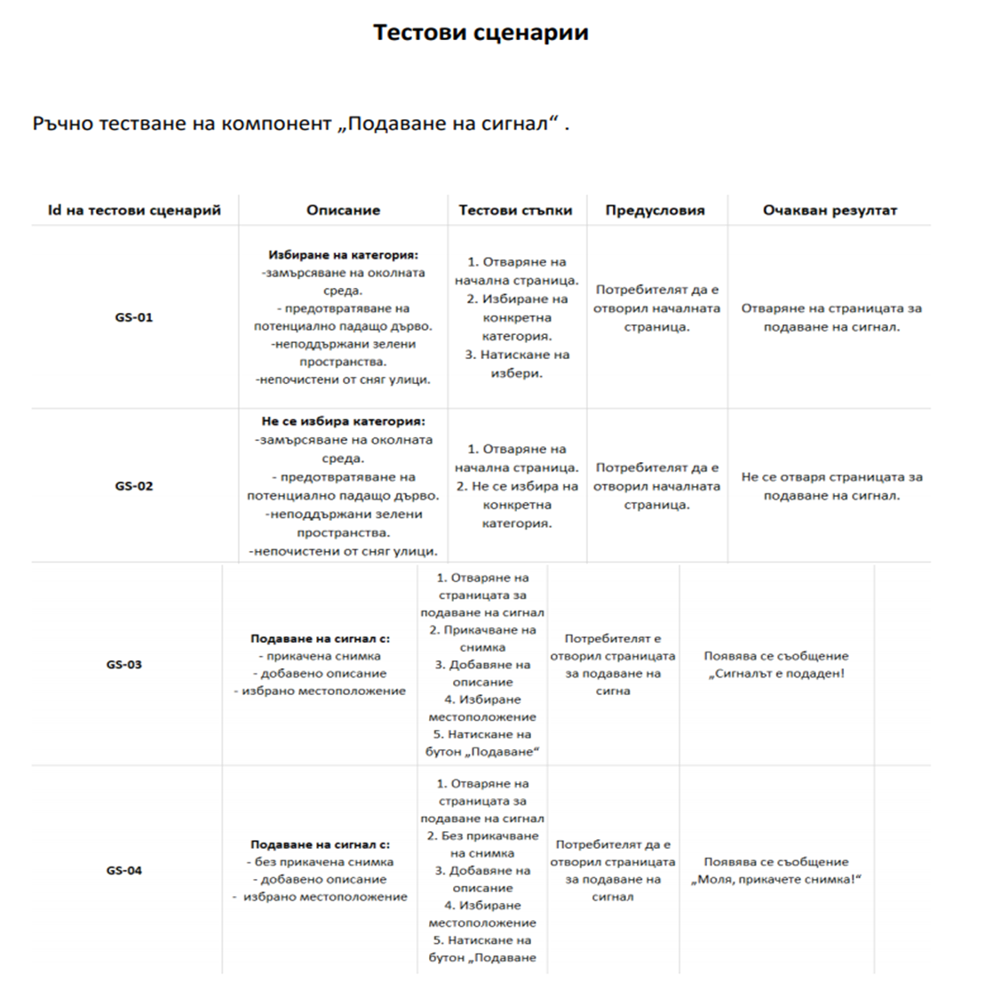 Тестови сценарии
Ръчно тестване на компонент „Подаване на сигнал“ .
Id на тестови сценарий
Описание
Тестови стъпки
Предусловия
Очакван резултат
GS-01
Избиране на категория:
-замърсяване на околната
среда.
- предотвратяване на
потенциално падащо дърво.
-неподдържани зелени
пространства.
-непочистени от сняг улици.
1. Отваряне на
начална страница.
2. Избиране на
конкретна
категория.
3. Натискане на
избери.
Потребителят да е
отворил началната
страница.
Отваряне на страницата за
подаване на сигнал.
GS-02
Не се избира категория:
-замърсяване на околната
среда.
- предотвратяване на
потенциално падащо дърво.
-неподдържани зелени
пространства.
-непочистени от сняг улици.
1. Отваряне на
начална страница.
2. Не се избира на
конкретна
категория.
Потребителят да е
отворил началната
страница.
Не се отваря страницата за
подаване на сигнал.
GS-03
Подаване на сигнал с:
- прикачена снимка
- добавено описание
- избрано местоположение
1. Отваряне на
страницата за
подаване на сигнал
2. Прикачване на
снимка
3. Добавяне на
описание
4. Избиране
местоположение
5. Натискане на
бутон „Подаване“
Потребителят е
отворил страницата
за подаване на
сигна
Появява се съобщение
„Сигналът е подаден!
GS-04
Подаване на сигнал с:
- без прикачена снимка
- добавено описание
- избрано местоположение
1. Отваряне на
страницата за
подаване на сигнал
2. Без прикачване
на снимка
3. Добавяне на
описание
4. Избиране
местоположение
5. Натискане на
бутон „Подаване
Потребителят да е
отворил страницата
за подаване на
сигнал
Появява се съобщение
„Моля, прикачете снимка!“